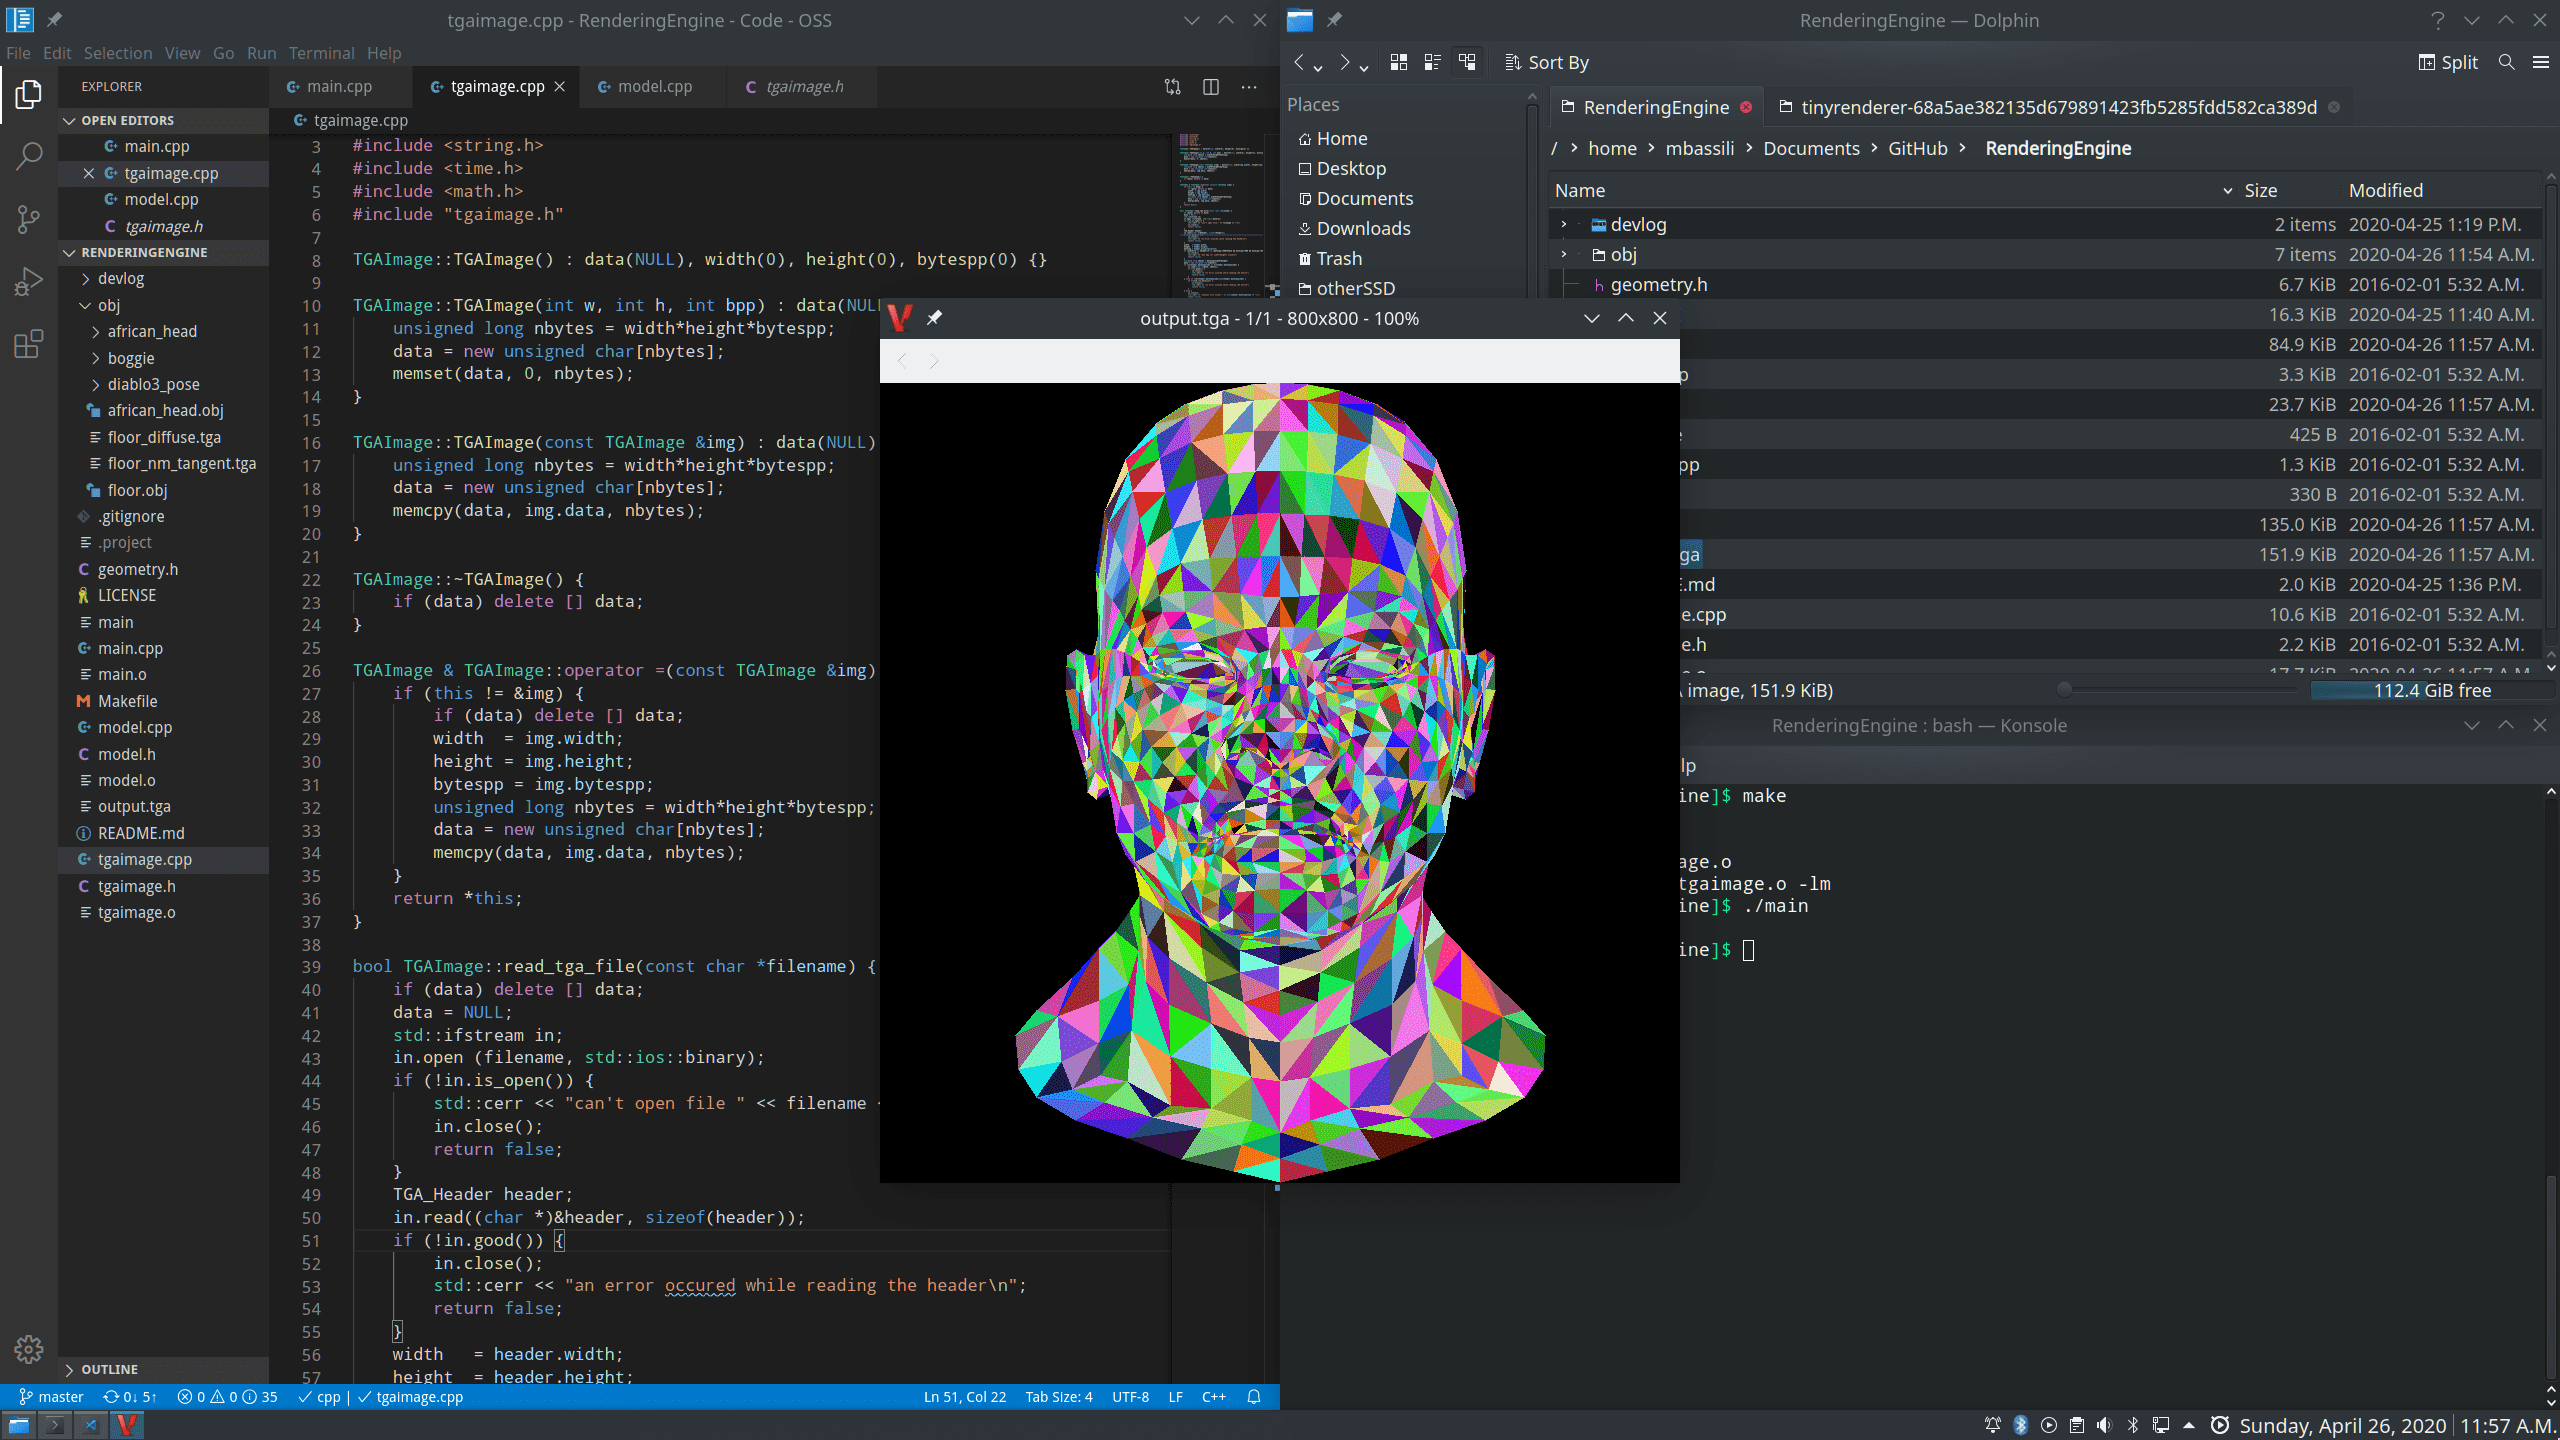 tgaimage.cpp - RenderingEngine - Code - OSS
File Edit Selection View Go Run Terminal Help
EXPLORER
OPEN EDITORS
main.cpp
tgaimage.cpp
model.cpp
tgaimage.h
RENDERINGENGINE
devlog
obj
african_head
boggie
diablo3_pose
african_head.obj
floor_diffuse.tga
floor_nm_tangent.tga
floor.obj
.gitignore
.project
geometry.h
LICENSE
main
main.cpp
main.o
Makefile
model.cpp
model.h
model.o
output.tga
README.md
tgaimage.cpp
tgaimage.h
tgaimage.o
OUTLINE
main.cpp tgaimage.cpp model.cpp tgaimage.h
tgaimage.cpp
3 #include <string.h>
4 #include <time.h>
5 #include <math.h>
6 #include "tgaimage.h"
7
8 TGAImage::TGAImage() : data(NULL), width(0), height(0), bytespp(0) {}
9
10 TGAImage::TGAImage(int w, int h, int bpp) : data(NUL
11 unsigned long nbytes = width*height*bytespp;
12 data = new unsigned char[nbytes];
13 memset(data, 0, nbytes);
14 }
15
16 TGAImage::TGAImage(const TGAImage &img) : data(NULL)
17 unsigned long nbytes = width*height*bytespp;
18 data = new unsigned char[nbytes];
19 memcpy(data, img.data, nbytes);
20 }
21
22 TGAImage::~TGAImage() {
23 if (data) delete [] data;
24 }
25
26 TGAImage & TGAImage::operator =(const TGAImage &img)
27 if (this != &img) {
28 if (data) delete [] data;
29 width  = img.width;
30 height = img.height;
31 bytespp = img.bytespp;
32 unsigned long nbytes = width*height*bytespp;
33 data = new unsigned char[nbytes];
34 memcpy(data, img.data, nbytes);
35 }
36 return *this;
37 }
38
39 bool TGAImage::read_tga_file(const char *filename) {
40 if (data) delete [] data;
41 data = NULL;
42 std::ifstream in;
43 in.open (filename, std::ios::binary);
44 if (!in.is_open()) {
45 std::cerr << "can't open file " << filename
46 in.close();
47 return false;
48 }
49 TGA_Header header;
50 in.read((char *)&header, sizeof(header));
51 if (!in.good()) {
52 in.close();
53 std::cerr << "an error occured while reading the header\n";
54 return false;
55 }
56 width   = header.width;
57 height  = header.height;
master 0↓ 5↑ 0 0 35 cpp | tgaimage.cpp Ln 51, Col 22 Tab Size: 4 UTF-8 LF C++
output.tga - 1/1 - 800x800 - 100%
RenderingEngine — Dolphin
Sort By Split
Places
Home
Desktop
Documents
Downloads
Trash
otherSSD
RenderingEngine tinyrenderer-68a5ae382135d679891423fb5285fdd582ca389d
/ > home > mbassili > Documents > GitHub > RenderingEngine
Name Size Modified
devlog 2 items 2020-04-25 1:19 P.M.
obj 7 items 2020-04-26 11:54 A.M.
geometry.h 6.7 KiB 2016-02-01 5:32 A.M.
16.3 KiB 2020-04-25 11:40 A.M.
84.9 KiB 2020-04-26 11:57 A.M.
p 3.3 KiB 2016-02-01 5:32 A.M.
23.7 KiB 2020-04-26 11:57 A.M.
e 425 B 2016-02-01 5:32 A.M.
pp 1.3 KiB 2016-02-01 5:32 A.M.
330 B 2016-02-01 5:32 A.M.
135.0 KiB 2020-04-26 11:57 A.M.
ga 151.9 KiB 2020-04-26 11:57 A.M.
E.md 2.0 KiB 2020-04-25 1:36 P.M.
e.cpp 10.6 KiB 2016-02-01 5:32 A.M.
e.h 2.2 KiB 2016-02-01 5:32 A.M.
image, 151.9 KiB) 112.4 GiB free
RenderingEngine : bash — Konsole
lp
ine]$ make
age.o
tgaimage.o -lm
ine]$ ./main
ine]$
Sunday, April 26, 2020 11:57 A.M.